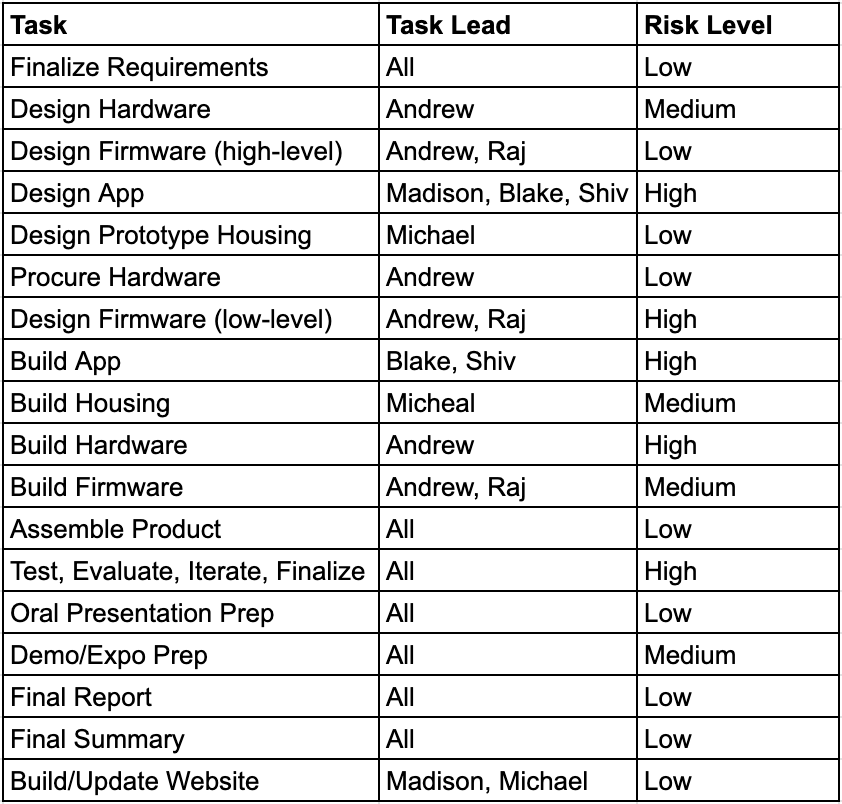 Task Task Lead Risk Level
Finalize Requirements All Low
Design Hardware Andrew Medium
Design Firmware (high-level) Andrew, Raj Low
Design App Madison, Blake, Shiv High
Design Prototype Housing Michael Low
Procure Hardware Andrew Low
Design Firmware (low-level) Andrew, Raj High
Build App Blake, Shiv High
Build Housing Micheal Medium
Build Hardware Andrew High
Build Firmware Andrew, Raj Medium
Assemble Product All Low
Test, Evaluate, Iterate, Finalize All High
Oral Presentation Prep All Low
Demo/Expo Prep All Medium
Final Report All Low
Final Summary All Low
Build/Update Website Madison, Michael Low